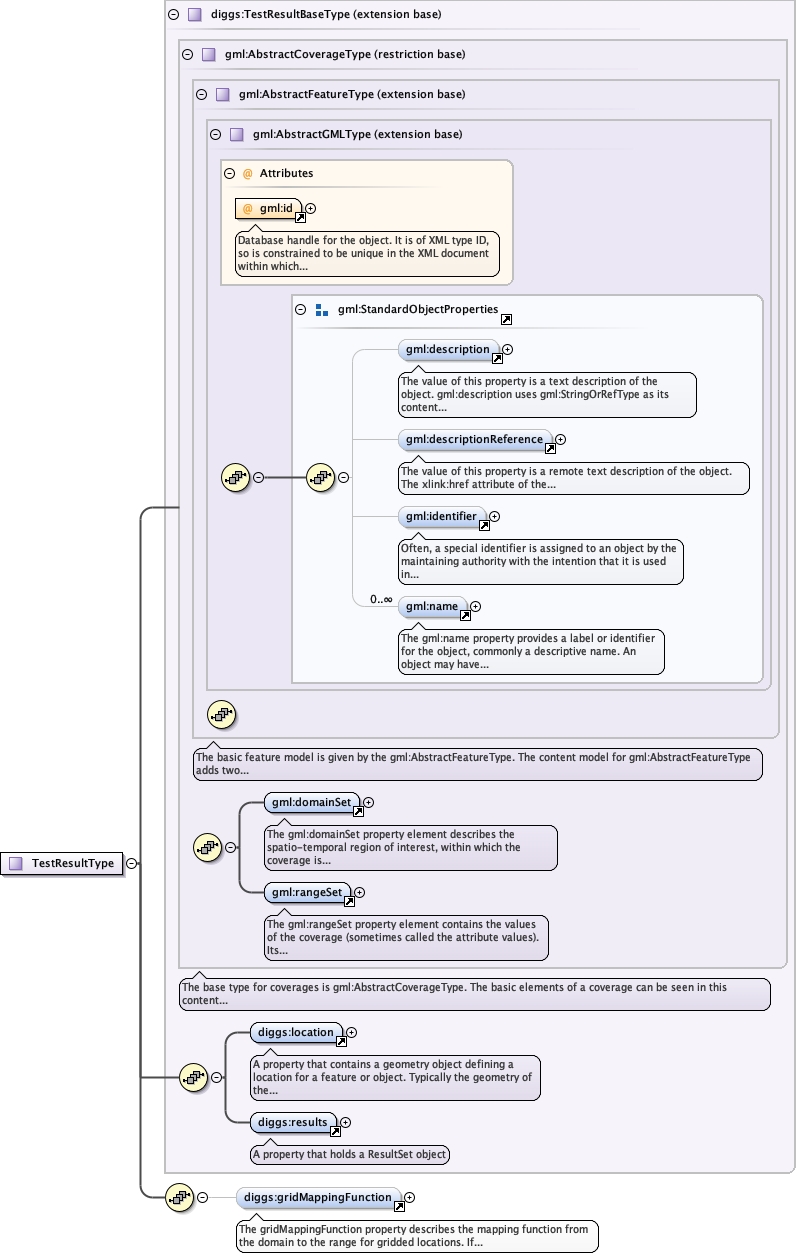 diggs:TestResultBaseType (extension base)
gml:AbstractCoverageType (restriction base)
gml:AbstractFeatureType (extension base)
gml:AbstractGMLType (extension base)
@ Attributes
@ gml:id
Database handle for the object. It is of XML type ID,
so is constrained to be unique in the XML document
within which...
gml:StandardObjectProperties
gml:description
The value of this property is a text description of the
object. gml:description uses gml:StringOrRefType as its
content...
gml:descriptionReference
The value of this property is a remote text description of the object.
The xlink:href attribute of the...
gml:identifier
Often, a special identifier is assigned to an object by the
maintaining authority with the intention that it is used
in...
0..∞
gml:name
The gml:name property provides a label or identifier
for the object, commonly a descriptive name. An
object may have...
The basic feature model is given by the gml:AbstractFeatureType. The content model for gml:AbstractFeatureType
adds two...
gml:domainSet
The gml:domainSet property element describes the
spatio-temporal region of interest, within which the
coverage is...
TestResultType
gml:rangeSet
The gml:rangeSet property element contains the values
of the coverage (sometimes called the attribute values).
Its...
The base type for coverages is gml:AbstractCoverageType. The basic elements of a coverage can be seen in this
content...
diggs:location
A property that contains a geometry object defining a
location for a feature or object. Typically the geometry of
the...
diggs:results
A property that holds a ResultSet object
diggs:gridMappingFunction
The gridMappingFunction property describes the mapping function from
the domain to the range for gridded locations. If...